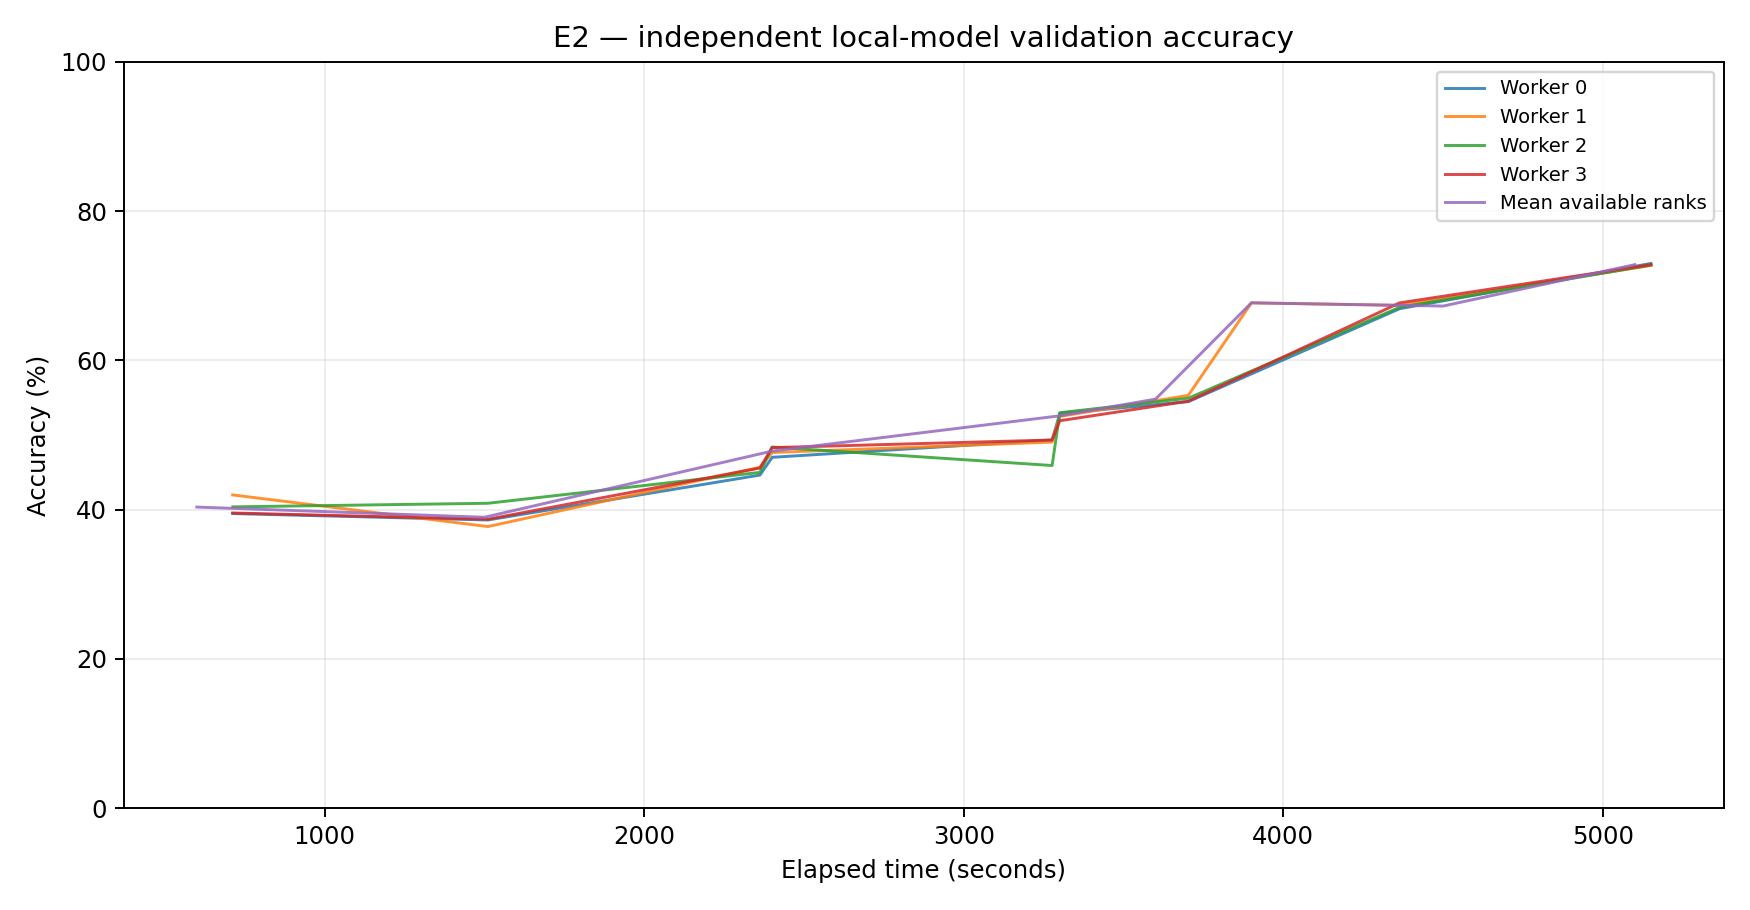 E2 — independent local-model validation accuracy
100
80
60
40
20
0
Accuracy (%)
Worker 0
Worker 1
Worker 2
Worker 3
Mean available ranks
1000 2000 3000 4000 5000
Elapsed time (seconds)